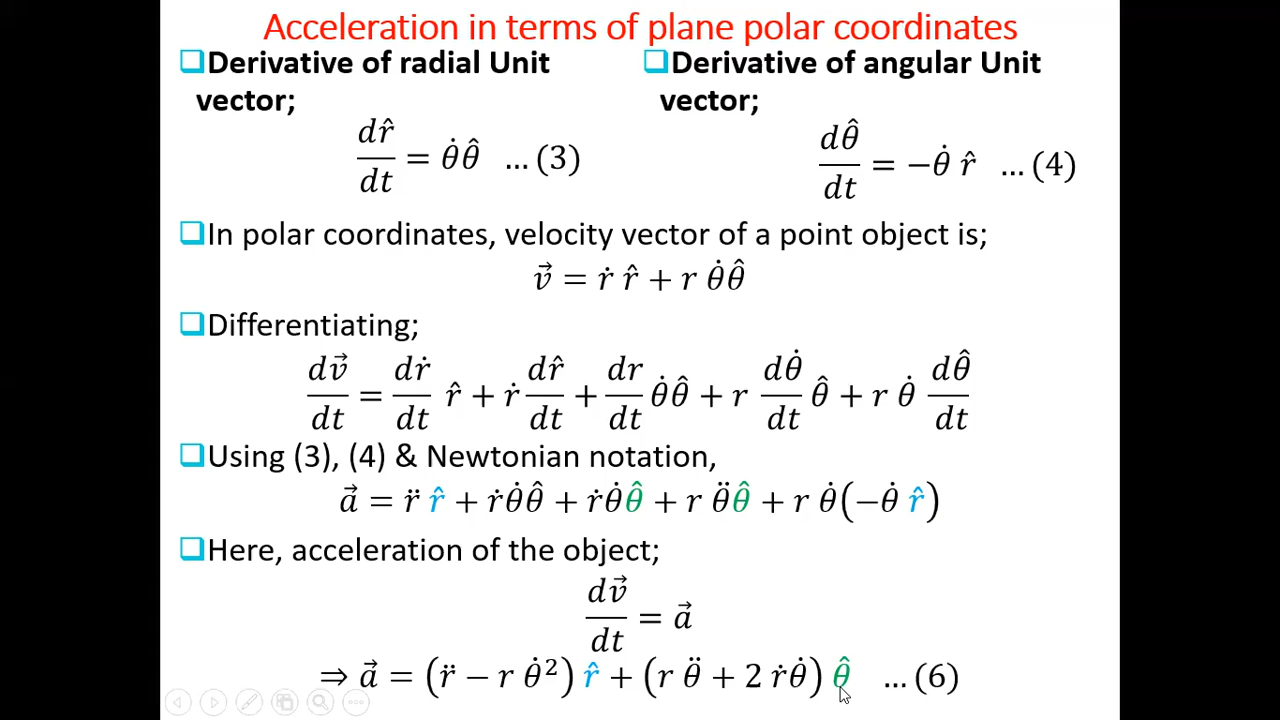 Acceleration in terms of plane polar coordinates
❑Derivative of radial Unit vector;
dr̂/dt = θ̇θ̂ …(3)
❑Derivative of angular Unit vector;
dθ̂/dt = −θ̇ r̂ …(4)
❑In polar coordinates, velocity vector of a point object is;
v⃗ = ṙ r̂ + r θ̇θ̂
❑Differentiating;
dv⃗/dt = dṙ/dt r̂ + ṙ dr̂/dt + dr/dt θ̇θ̂ + r dθ̇/dt θ̂ + r θ̇ dθ̂/dt
❑Using (3), (4) & Newtonian notation,
a⃗ = r̈ r̂ + ṙθ̇θ̂ + ṙθ̇θ̂ + r θ̈θ̂ + r θ̇(−θ̇ r̂)
❑Here, acceleration of the object;
dv⃗/dt = a⃗
⇒ a⃗ = (r̈ − r θ̇²) r̂ + (r θ̈ + 2 ṙθ̇) θ̂ …(6)